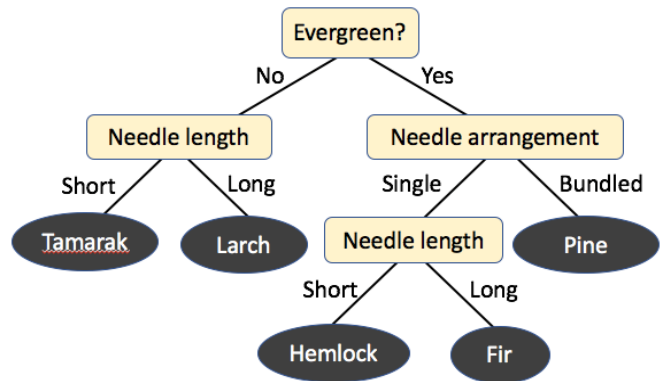 Evergreen?
No
Yes
Needle length
Needle arrangement
Short
Long
Single
Bundled
Tamarak
Larch
Needle length
Pine
Short
Long
Hemlock
Fir